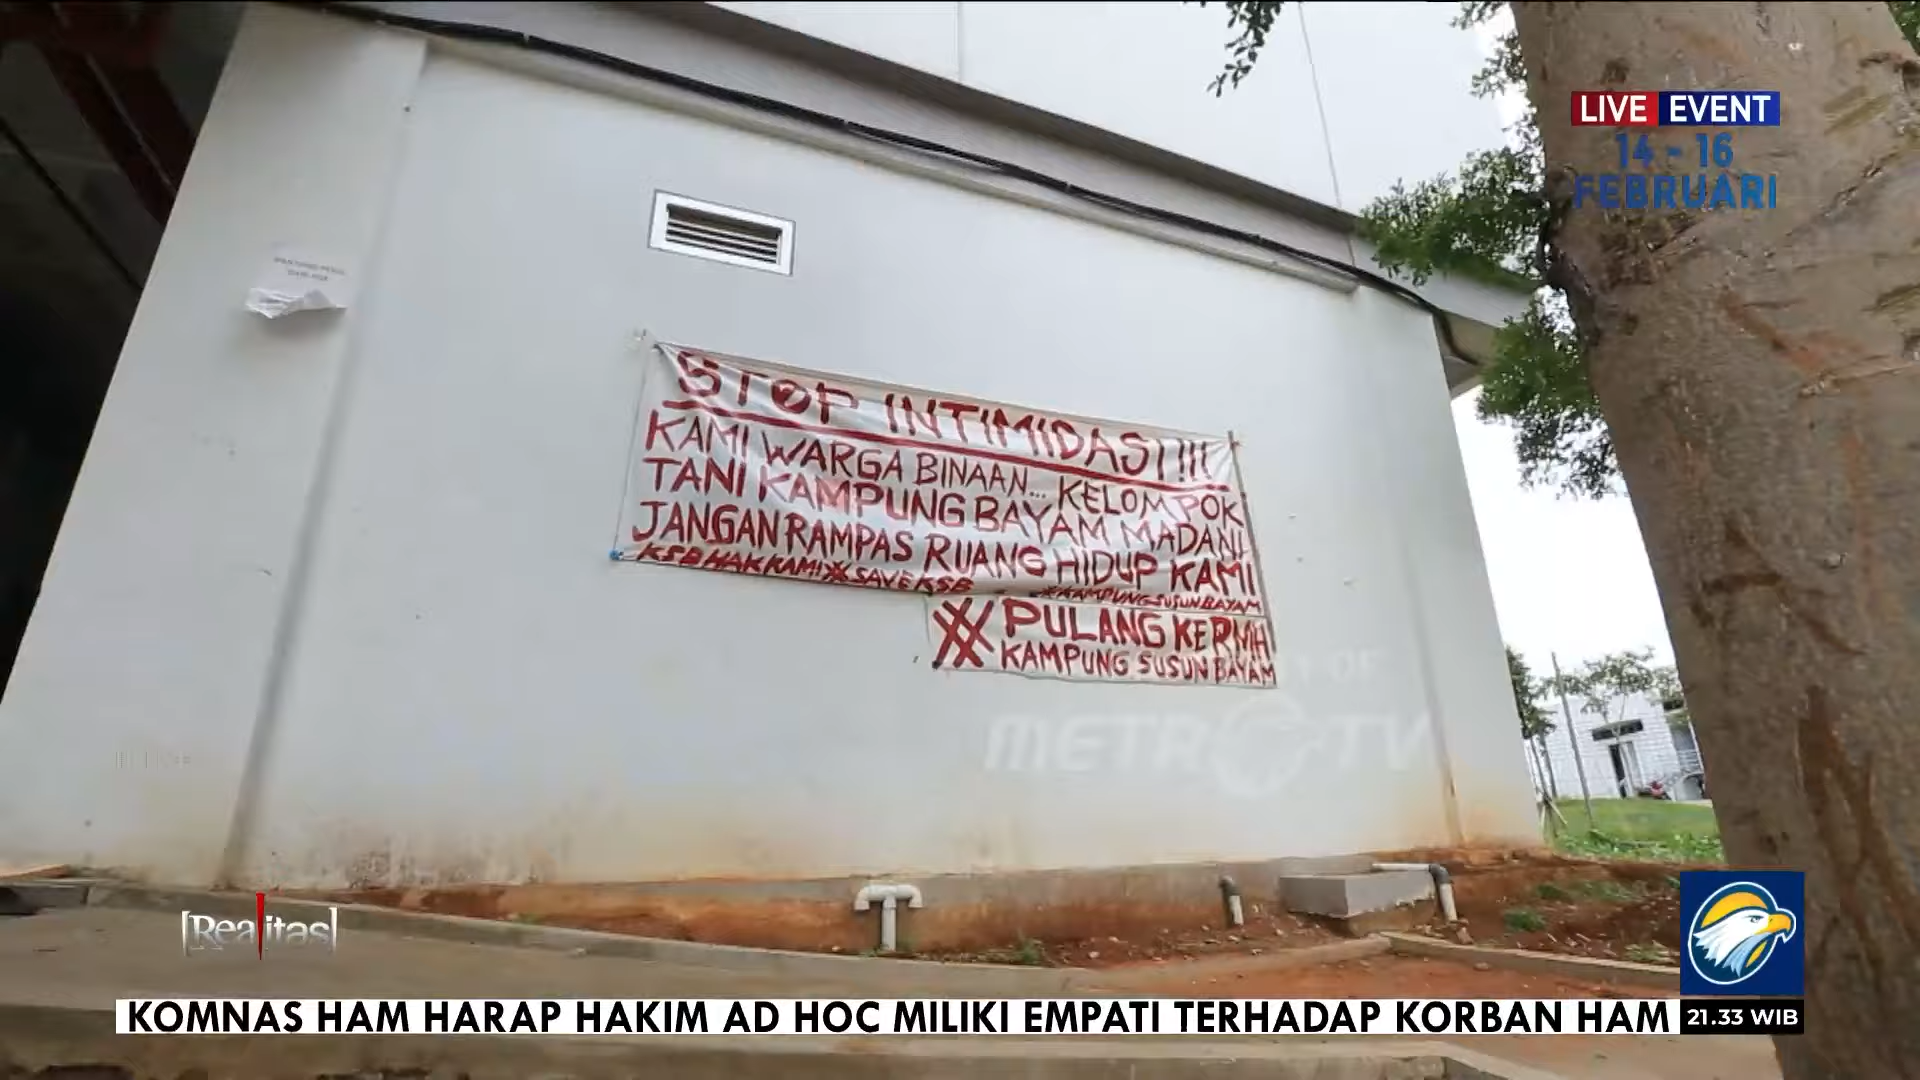 LIVE EVENT
14 - 16
FEBRUARI
STOP INTIMIDASI!!!
KAMI WARGA BINAAN... KELOMPOK
TANI KAMPUNG BAYAM MADANI
JANGAN RAMPAS RUANG HIDUP KAMI
KSB HAK KAMI # SAVE KSB # KAMPUNG SUSUN BAYAM
# PULANG KERMH
KAMPUNG SUSUN BAYAM
METRO TV
[Realitas]
KOMNAS HAM HARAP HAKIM AD HOC MILIKI EMPATI TERHADAP KORBAN HAM
21.33 WIB